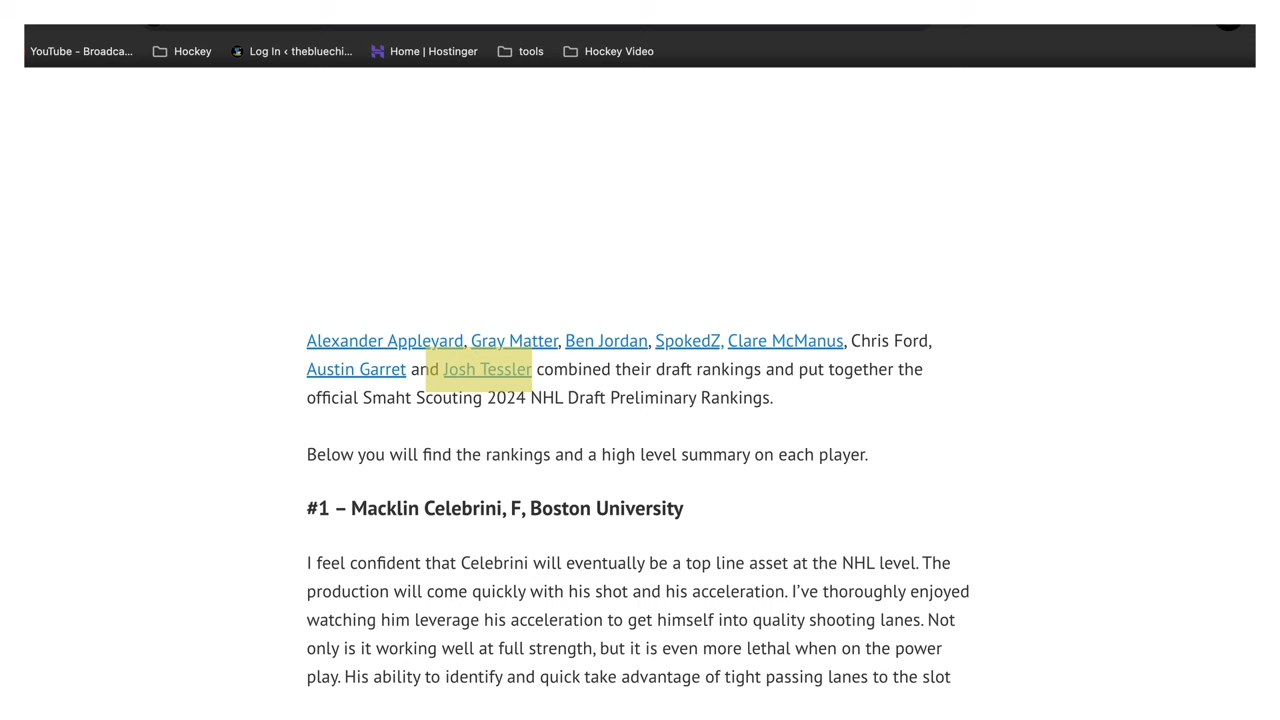 YouTube - Broadca... Hockey Log In ‹ thebluechi... Home | Hostinger tools Hockey Video
Alexander Appleyard, Gray Matter, Ben Jordan, SpokedZ, Clare McManus, Chris Ford,
Austin Garret and Josh Tessler combined their draft rankings and put together the
official Smaht Scouting 2024 NHL Draft Preliminary Rankings.
Below you will find the rankings and a high level summary on each player.
#1 – Macklin Celebrini, F, Boston University
I feel confident that Celebrini will eventually be a top line asset at the NHL level. The
production will come quickly with his shot and his acceleration. I’ve thoroughly enjoyed
watching him leverage his acceleration to get himself into quality shooting lanes. Not
only is it working well at full strength, but it is even more lethal when on the power
play. His ability to identify and quick take advantage of tight passing lanes to the slot